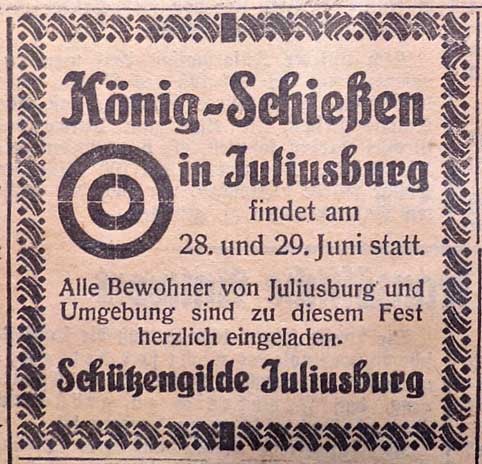 König-Schießen
in Juliusburg
findet am
28. und 29. Juni statt.
Alle Bewohner von Juliusburg und
Umgebung sind zu diesem Fest
herzlich eingeladen.
Schützengilde Juliusburg